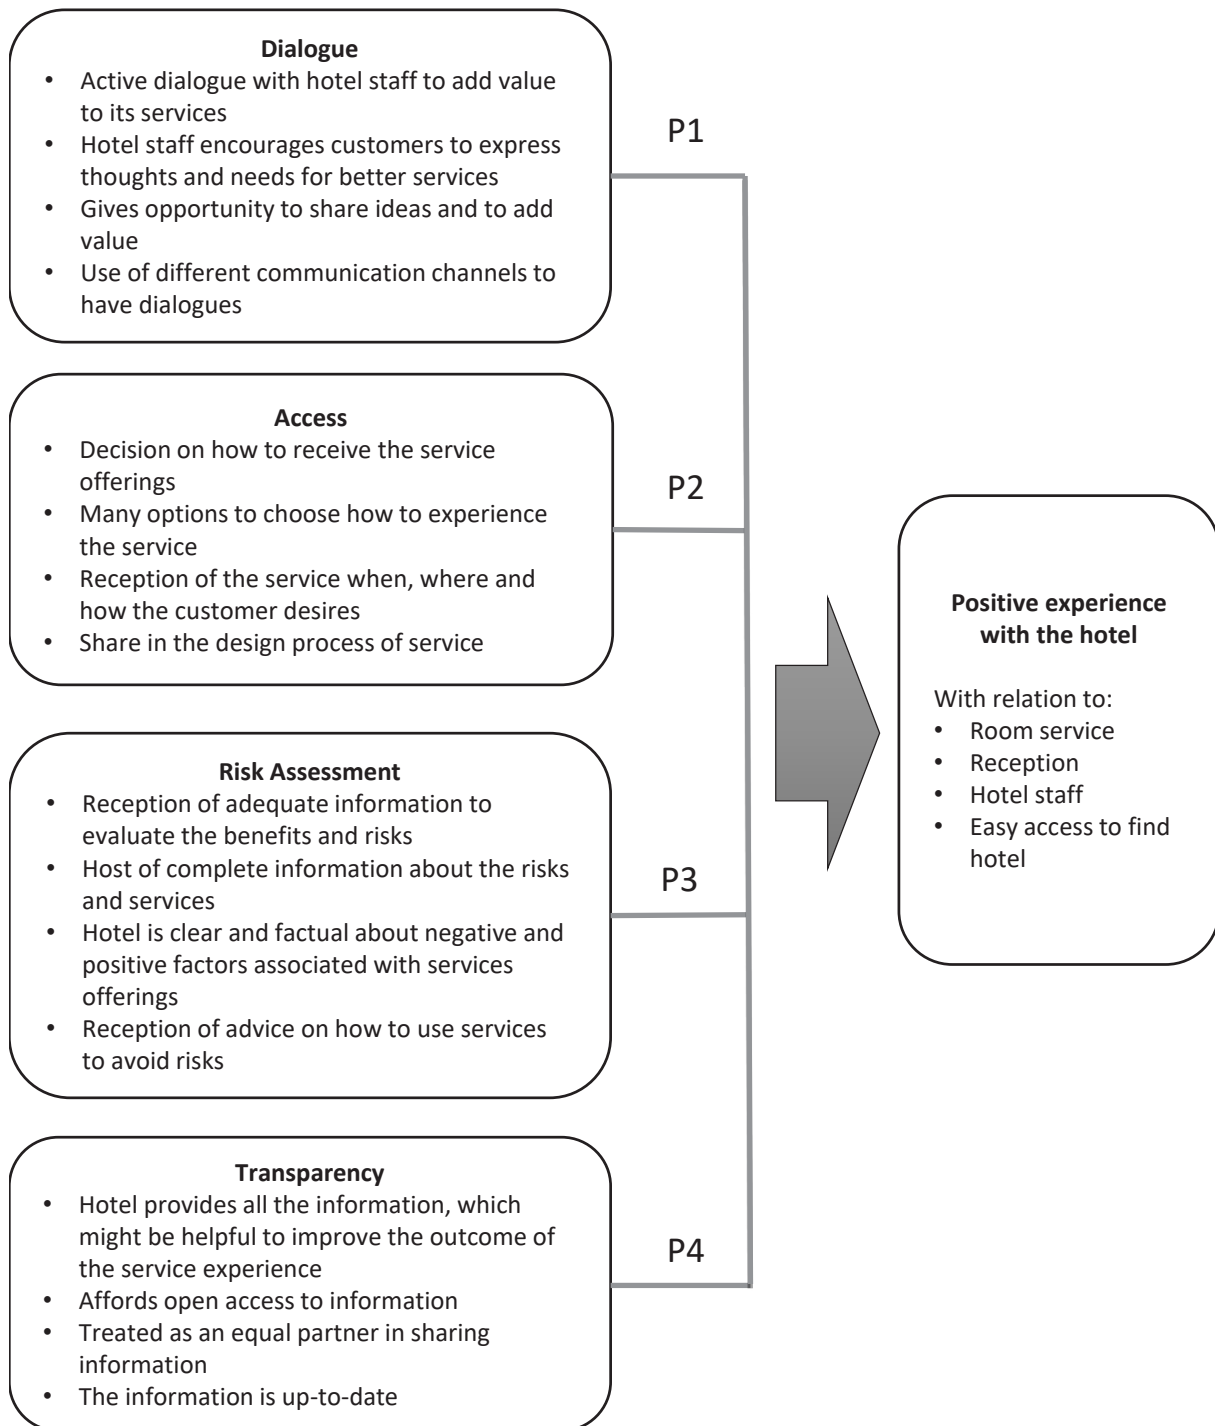 Dialogue
• Active dialogue with hotel staff to add value
to its services
• Hotel staff encourages customers to express
thoughts and needs for better services
• Gives opportunity to share ideas and to add
value
• Use of different communication channels to
have dialogues
P1
Access
• Decision on how to receive the service
offerings
• Many options to choose how to experience
the service
• Reception of the service when, where and
how the customer desires
• Share in the design process of service
P2
Risk Assessment
• Reception of adequate information to
evaluate the benefits and risks
• Host of complete information about the risks
and services
• Hotel is clear and factual about negative and
positive factors associated with services
offerings
• Reception of advice on how to use services
to avoid risks
P3
Transparency
• Hotel provides all the information, which
might be helpful to improve the outcome of
the service experience
• Affords open access to information
• Treated as an equal partner in sharing
information
• The information is up-to-date
P4
Positive experience
with the hotel
With relation to:
• Room service
• Reception
• Hotel staff
• Easy access to find
hotel